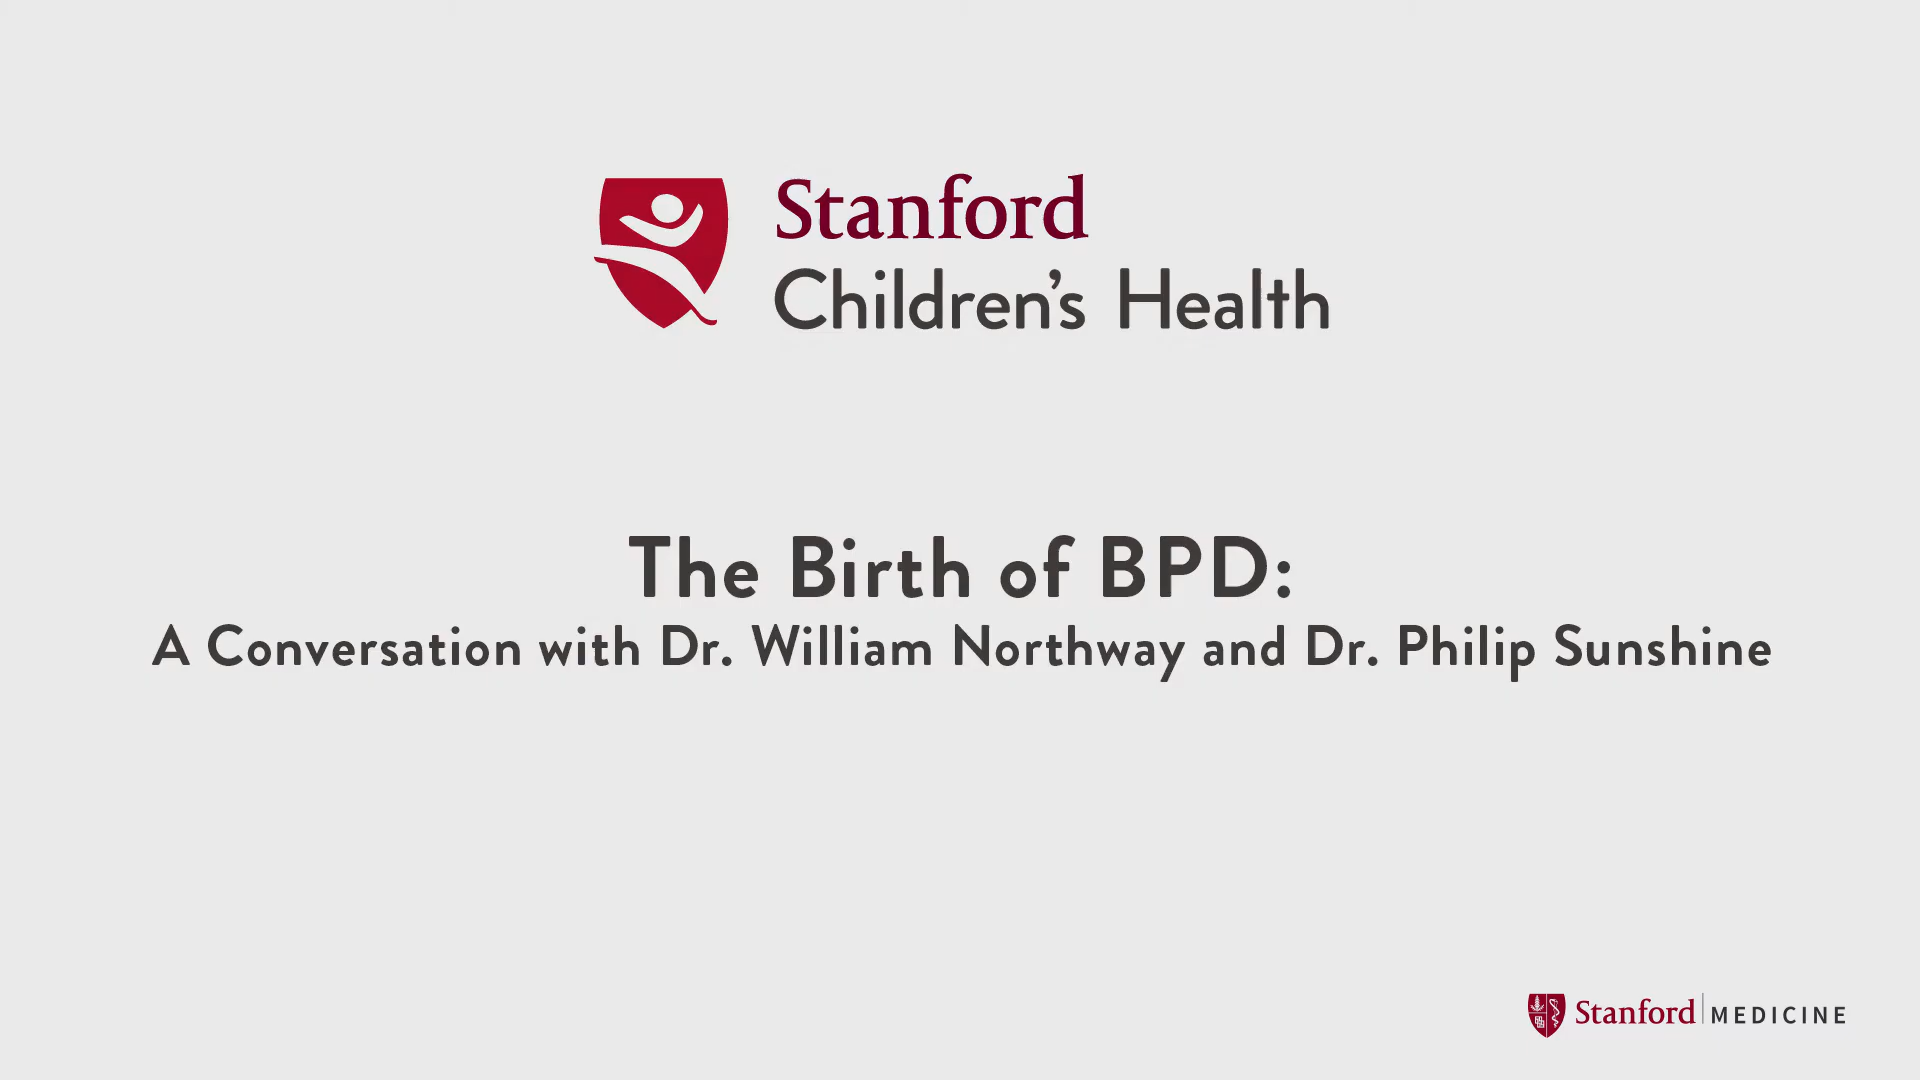 Stanford
Children's Health
The Birth of BPD:
A Conversation with Dr. William Northway and Dr. Philip Sunshine
Stanford MEDICINE